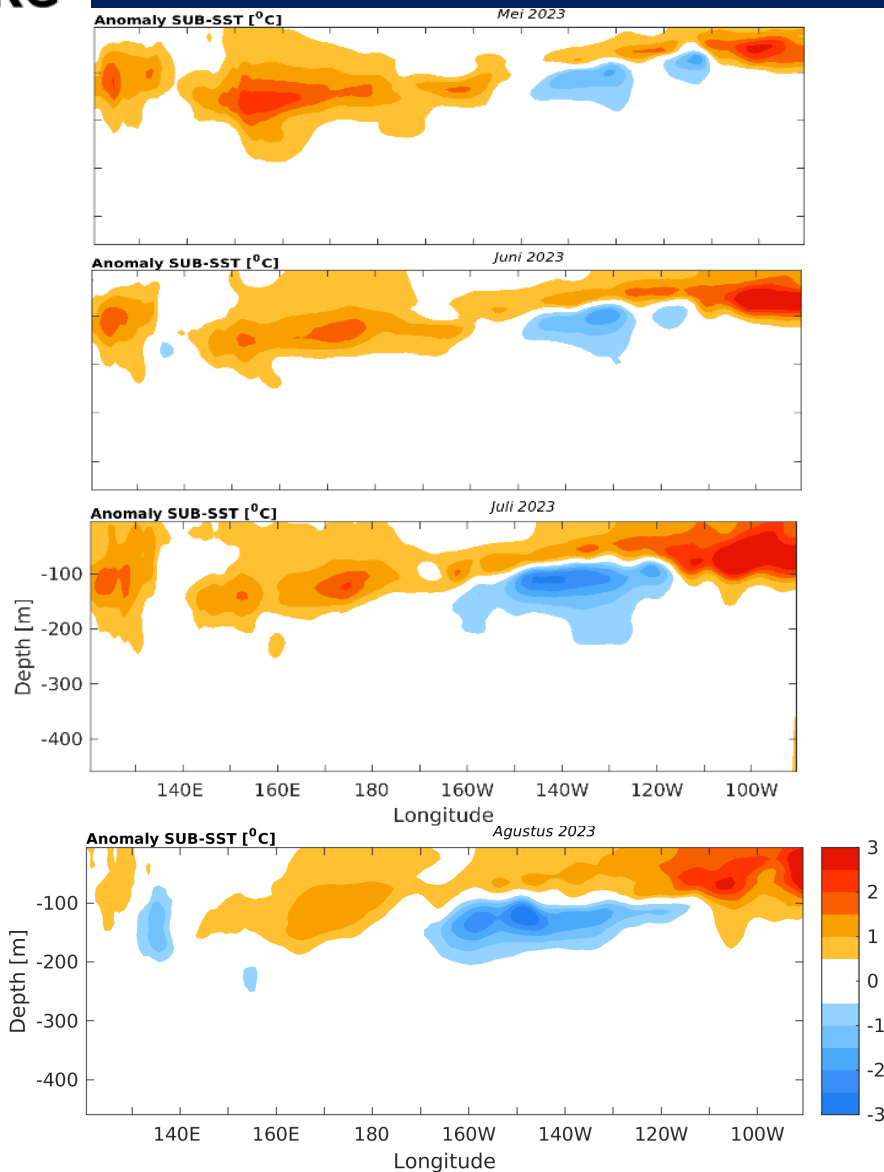 Mei 2023
Anomaly SUB-SST [⁰C]
Juni 2023
Anomaly SUB-SST [⁰C]
Juli 2023
Anomaly SUB-SST [⁰C]
-100
-200
-300
-400
Depth [m]
140E 160E 180 160W 140W 120W 100W
Longitude
Agustus 2023
Anomaly SUB-SST [⁰C]
-100
-200
-300
-400
Depth [m]
140E 160E 180 160W 140W 120W 100W
Longitude
3
2
1
0
-1
-2
-3